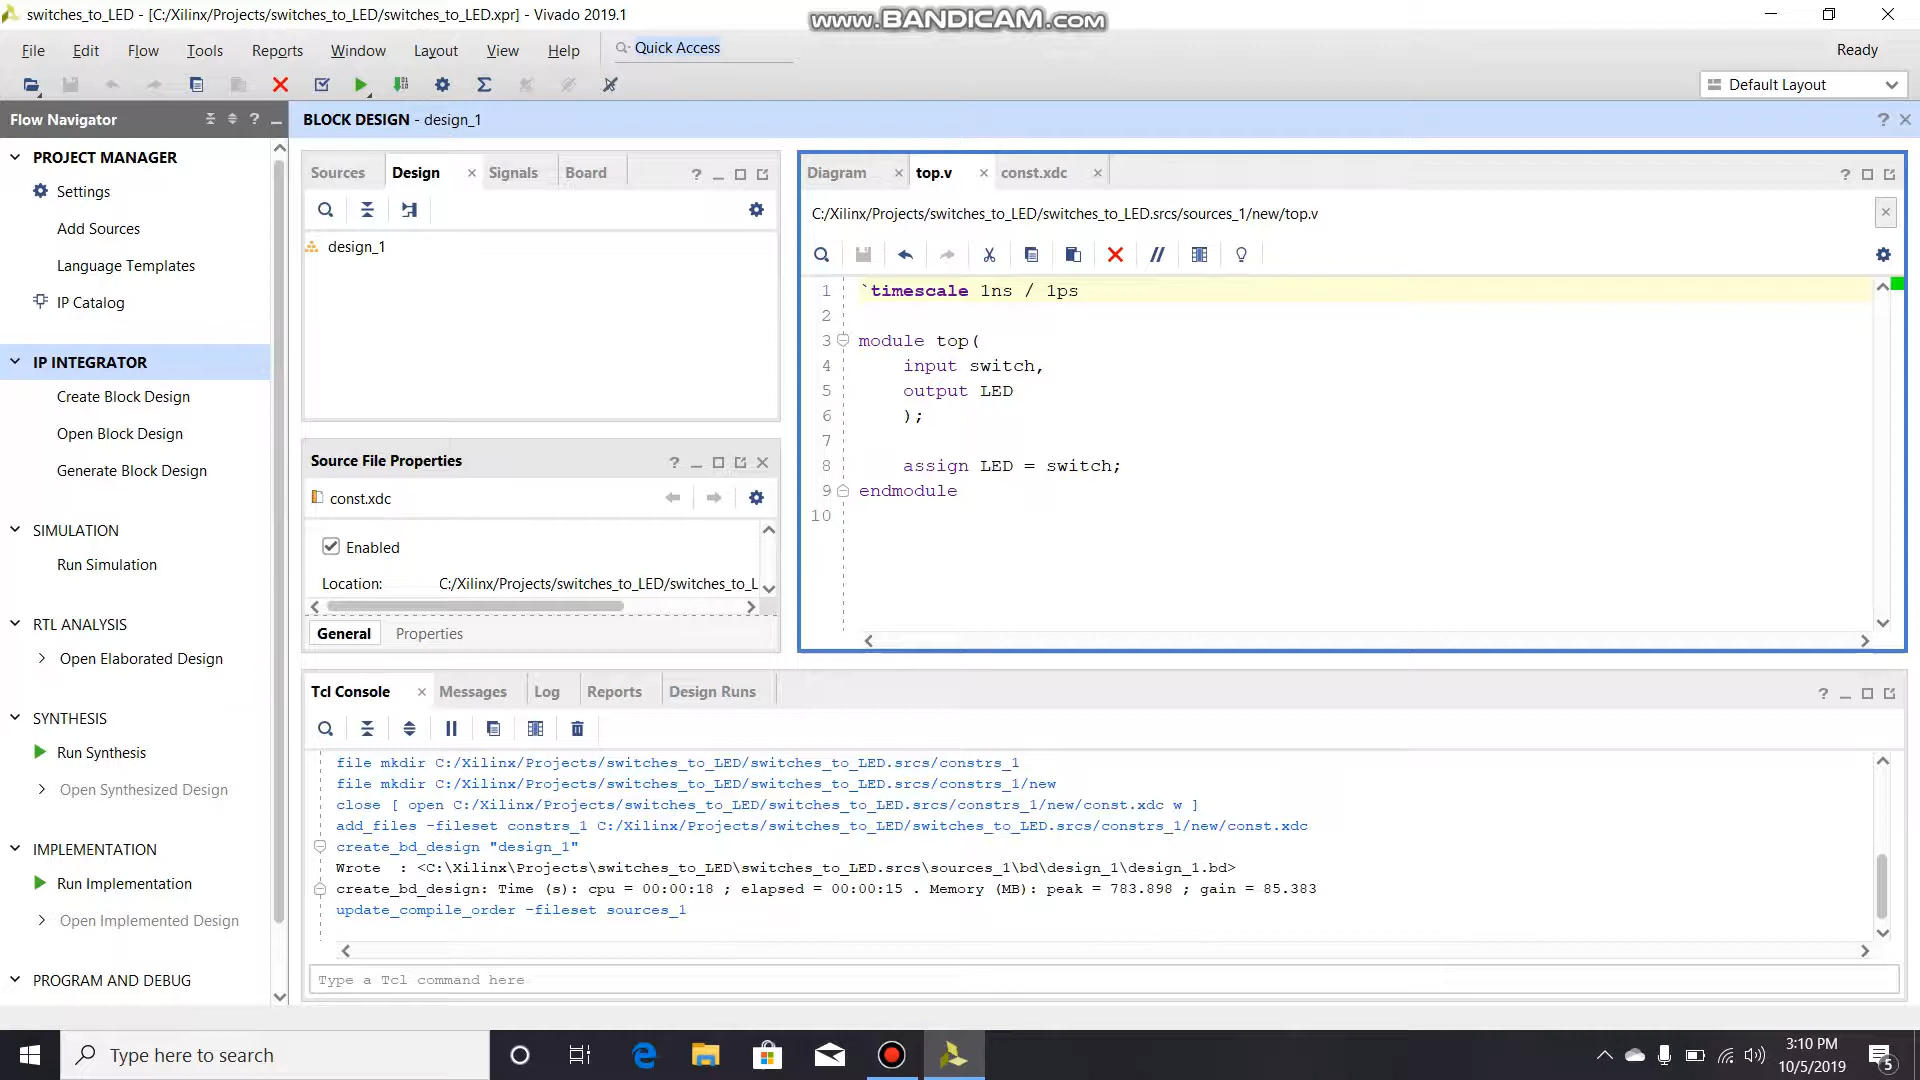 switches_to_LED - [C:/Xilinx/Projects/switches_to_LED/switches_to_LED.xpr] - Vivado 2019.1
www.BANDICAM.com
File Edit Flow Tools Reports Window Layout View Help Quick Access
Ready
Default Layout
Flow Navigator
BLOCK DESIGN - design_1
PROJECT MANAGER
Settings
Add Sources
Language Templates
IP Catalog
IP INTEGRATOR
Create Block Design
Open Block Design
Generate Block Design
SIMULATION
Run Simulation
RTL ANALYSIS
Open Elaborated Design
SYNTHESIS
Run Synthesis
Open Synthesized Design
IMPLEMENTATION
Run Implementation
Open Implemented Design
PROGRAM AND DEBUG
Sources Design Signals Board
design_1
Source File Properties
const.xdc
Enabled
Location: C:/Xilinx/Projects/switches_to_LED/switches_to_L
General Properties
Diagram top.v const.xdc
C:/Xilinx/Projects/switches_to_LED/switches_to_LED.srcs/sources_1/new/top.v
1 `timescale 1ns / 1ps
2
3 module top(
4 input switch,
5 output LED
6 );
7
8 assign LED = switch;
9 endmodule
10
Tcl Console Messages Log Reports Design Runs
file mkdir C:/Xilinx/Projects/switches_to_LED/switches_to_LED.srcs/constrs_1
file mkdir C:/Xilinx/Projects/switches_to_LED/switches_to_LED.srcs/constrs_1/new
close [ open C:/Xilinx/Projects/switches_to_LED/switches_to_LED.srcs/constrs_1/new/const.xdc w ]
add_files -fileset constrs_1 C:/Xilinx/Projects/switches_to_LED/switches_to_LED.srcs/constrs_1/new/const.xdc
create_bd_design "design_1"
Wrote : <C:\Xilinx\Projects\switches_to_LED\switches_to_LED.srcs\sources_1\bd\design_1\design_1.bd>
create_bd_design: Time (s): cpu = 00:00:18 ; elapsed = 00:00:15 . Memory (MB): peak = 783.898 ; gain = 85.383
update_compile_order -fileset sources_1
Type a Tcl command here
Type here to search
3:10 PM
10/5/2019
5